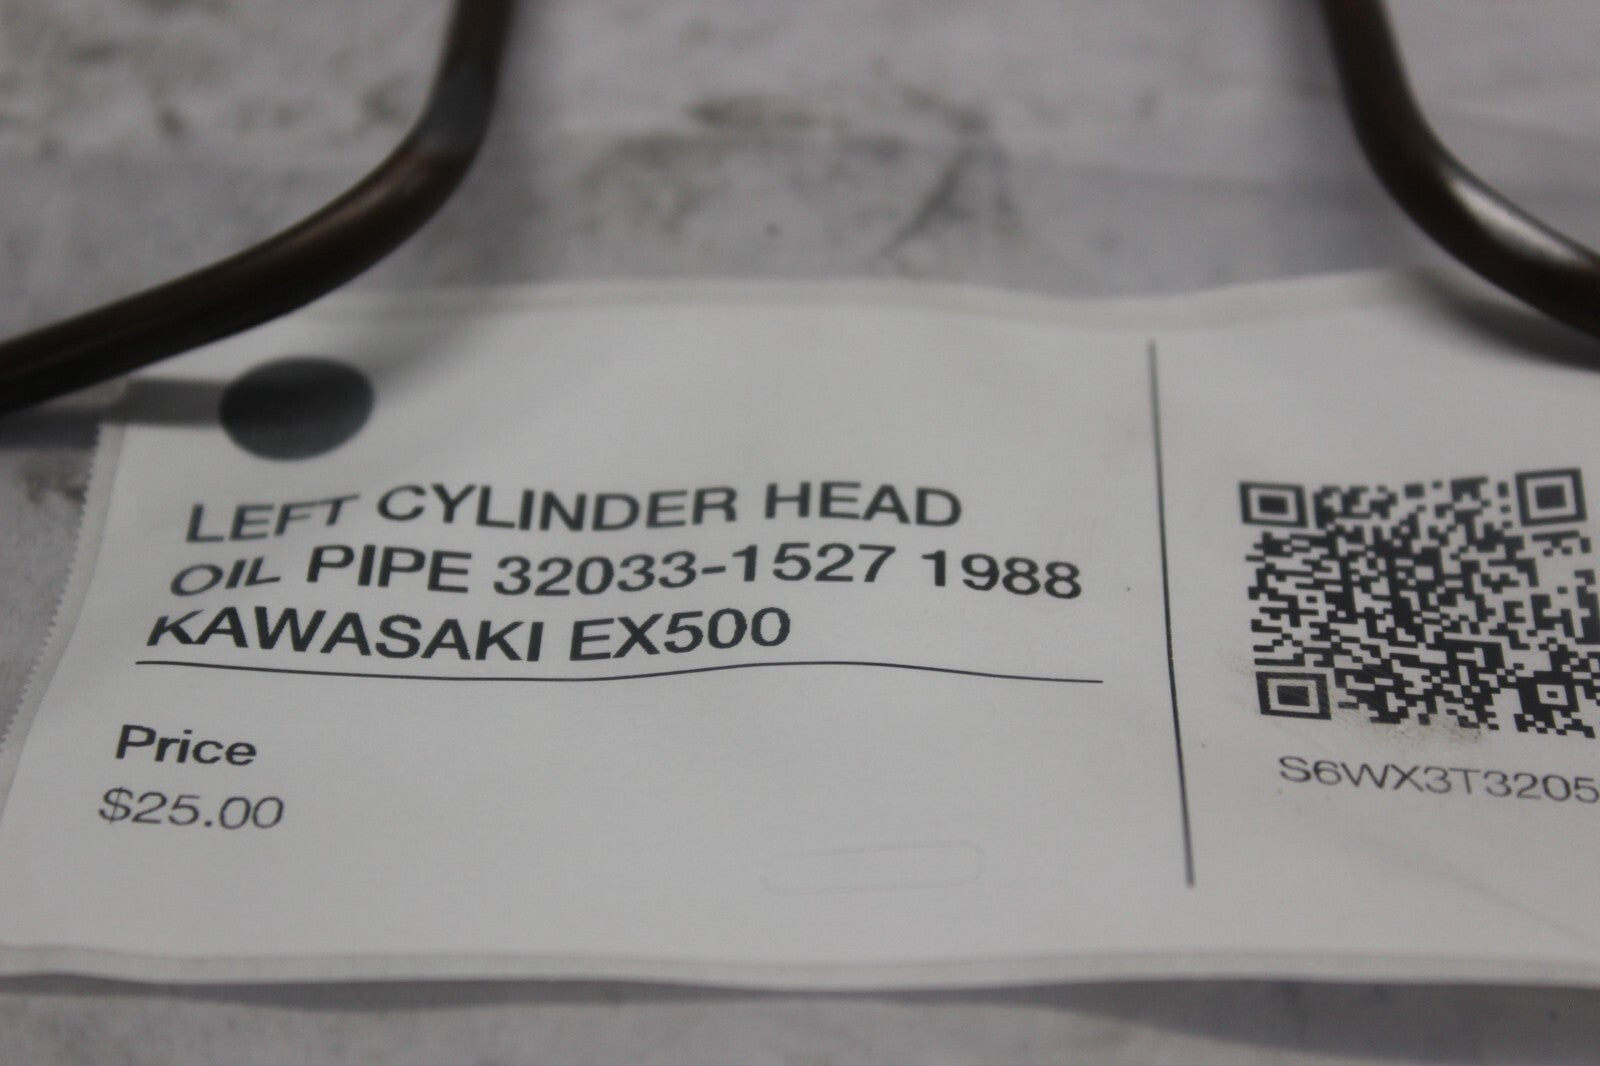 LEFT CYLINDER HEAD
OIL PIPE 32033-1527 1988
KAWASAKI EX500
Price
$25.00
S6WX3T3205